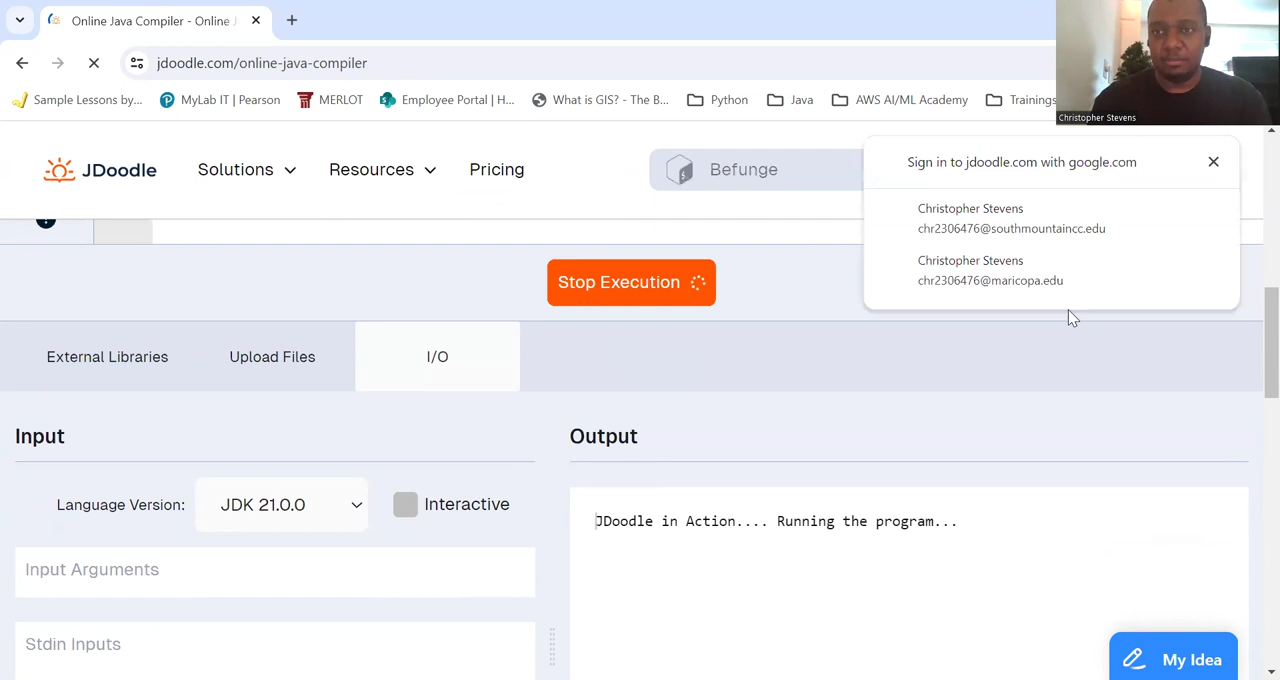 Online Java Compiler - Online J
jdoodle.com/online-java-compiler
Sample Lessons by...
MyLab IT | Pearson
MERLOT
Employee Portal | H...
What is GIS? - The B...
Python
Java
AWS AI/ML Academy
Trainings
Christopher Stevens
JDoodle
Solutions
Resources
Pricing
Befunge
Sign in to jdoodle.com with google.com
Christopher Stevens
chr2306476@southmountaincc.edu
Christopher Stevens
chr2306476@maricopa.edu
Stop Execution
External Libraries
Upload Files
I/O
Input
Output
Language Version:
JDK 21.0.0
Interactive
JDoodle in Action.... Running the program...
Input Arguments
Stdin Inputs
My Idea